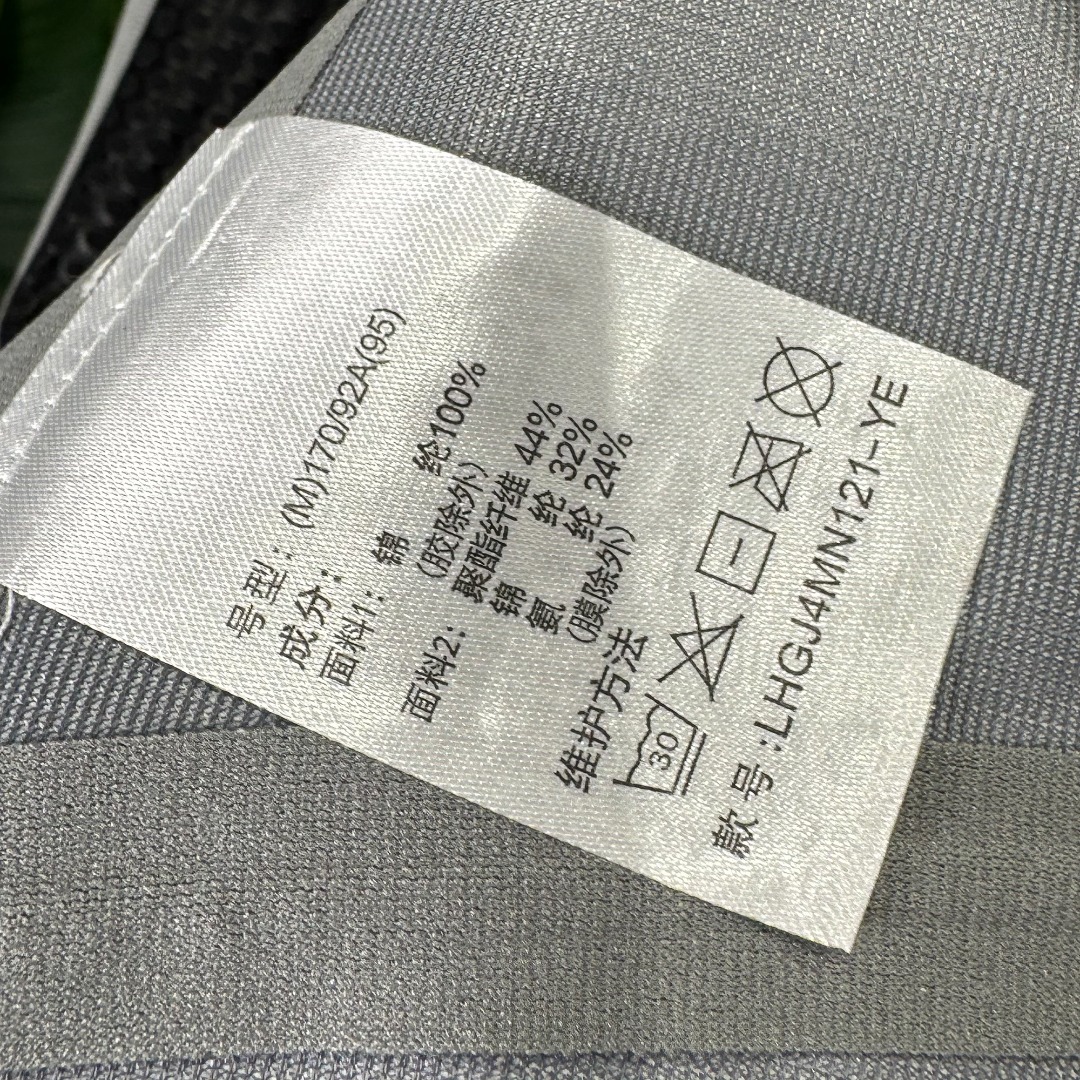 号型: (M)170/92A(95)
成分:
面料1: 锦 纶100%
(胶除外)
面料2: 聚酯纤维 44%
锦 纶 32%
氨 纶 24%
(膜除外)
维护方法
30
款号:LHGJ4MN121-YE